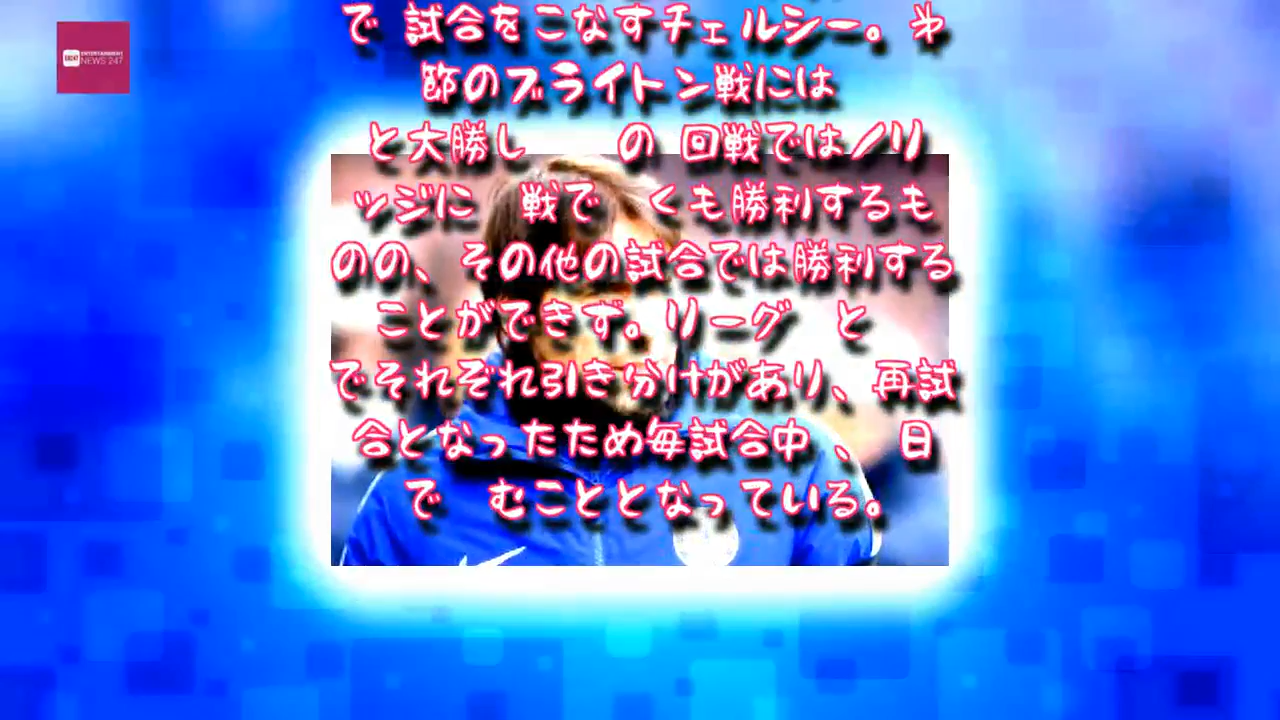 ENTERTAINMENT
NEWS 247
で 試合をこなすチェルシー。
節のブライトン戦には
と大勝し の 回戦ではノリ
ッジに 戦で くも勝利するも
のの、その他の試合では勝利する
ことができず。リーグ と
でそれぞれ引き分けがあり、再試
合となったため毎試合中 、 日
で むこととなっている。